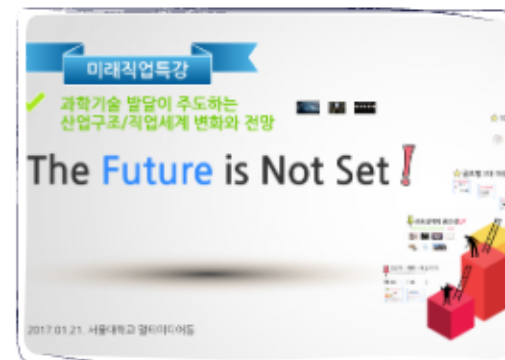 미래직업특강
과학기술 발달이 주도하는
산업구조/직업세계 변화와 전망
The Future is Not Set!
2017.01.21. 서울대학교 멀티미디어동